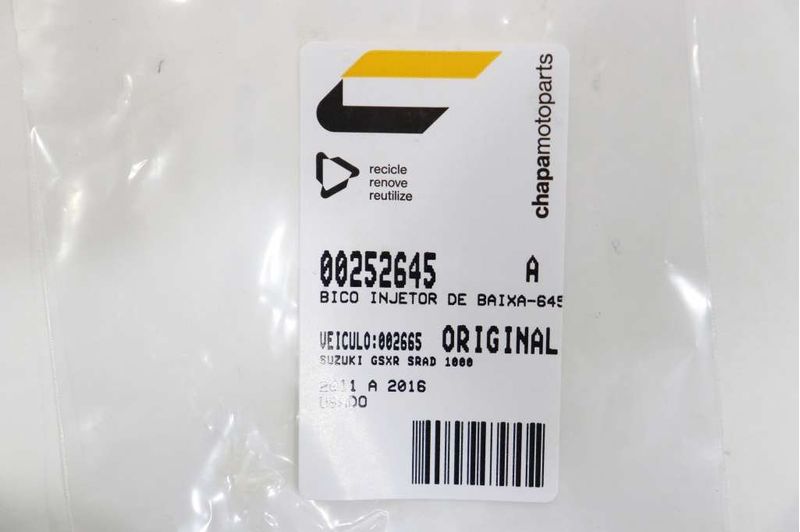 chapamotoparts
recicle
renove
reutilize
00252645 A
BICO INJETOR DE BAIXA-645
VEICULO:002665 ORIGINAL
SUZUKI GSXR SRAD 1000
2011 A 2016
USADO